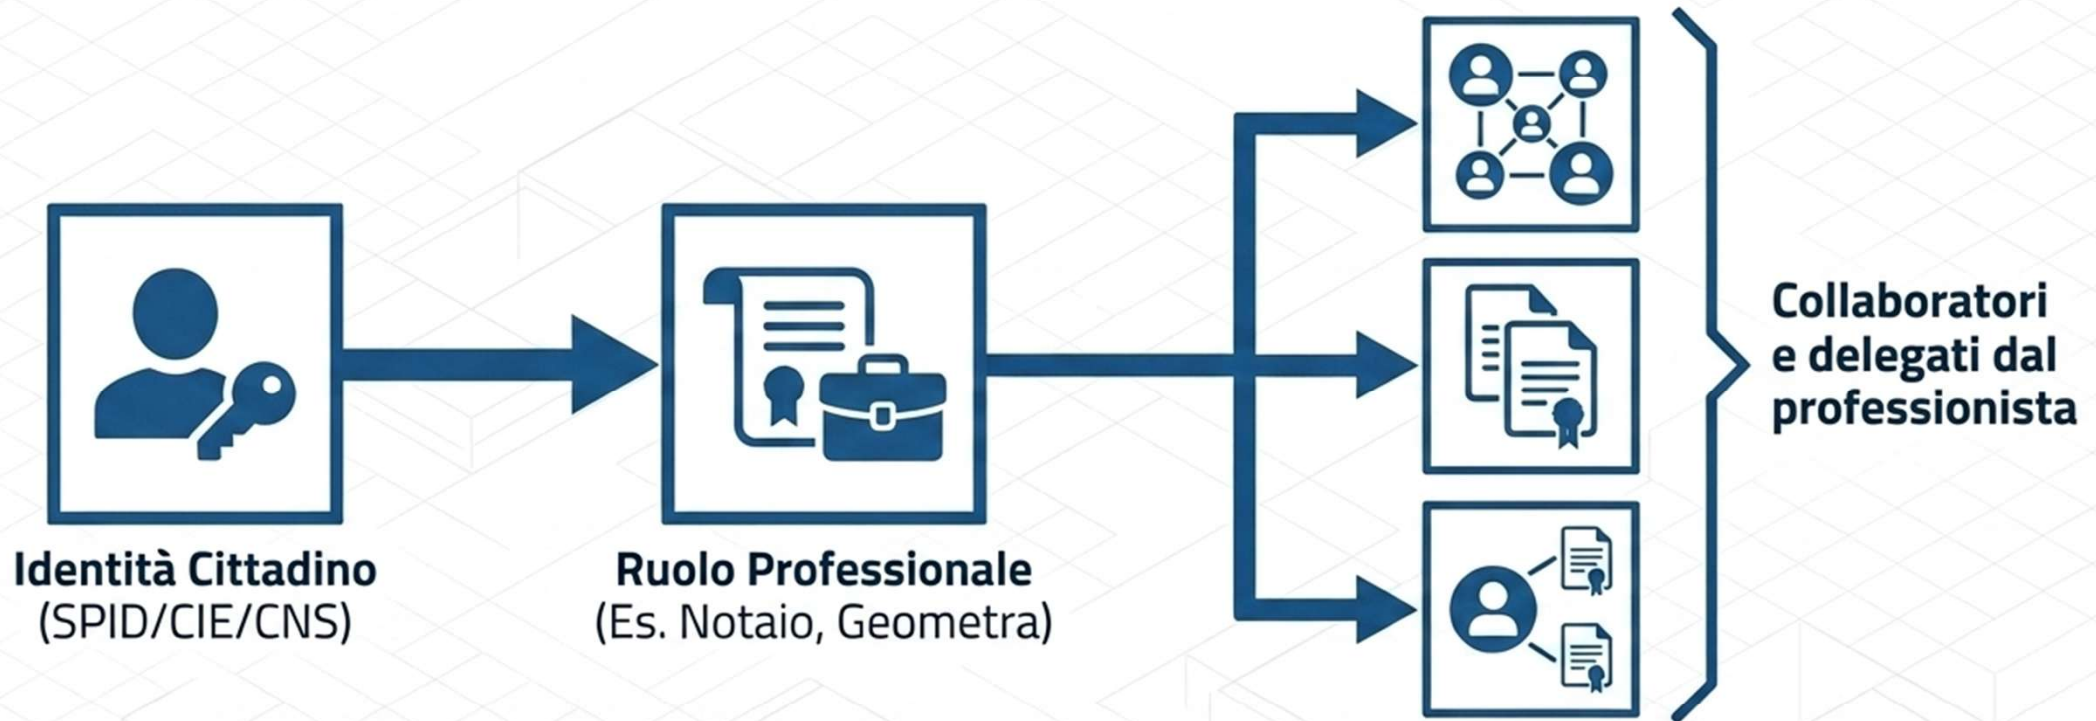 Identità Cittadino
(SPID/CIE/CNS)
Ruolo Professionale
(Es. Notaio, Geometra)
Collaboratori
e delegati dal
professionista